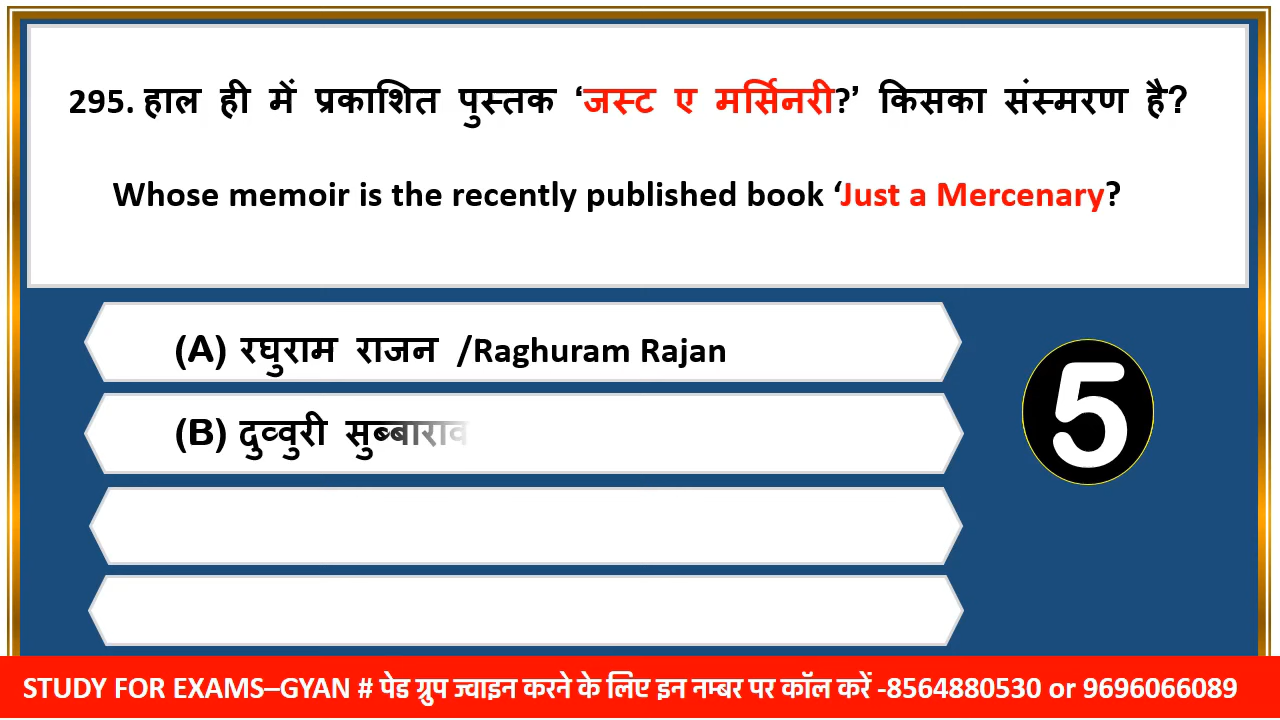 295. हाल ही में प्रकाशित पुस्तक ‘जस्ट ए मर्सिनरी?’ किसका संस्मरण है?
Whose memoir is the recently published book ‘Just a Mercenary?
(A) रघुराम राजन /Raghuram Rajan
(B) दुव्वुरी सुब्बाराव
5
STUDY FOR EXAMS–GYAN # पेड ग्रुप ज्वाइन करने के लिए इन नम्बर पर कॉल करें -8564880530 or 9696066089